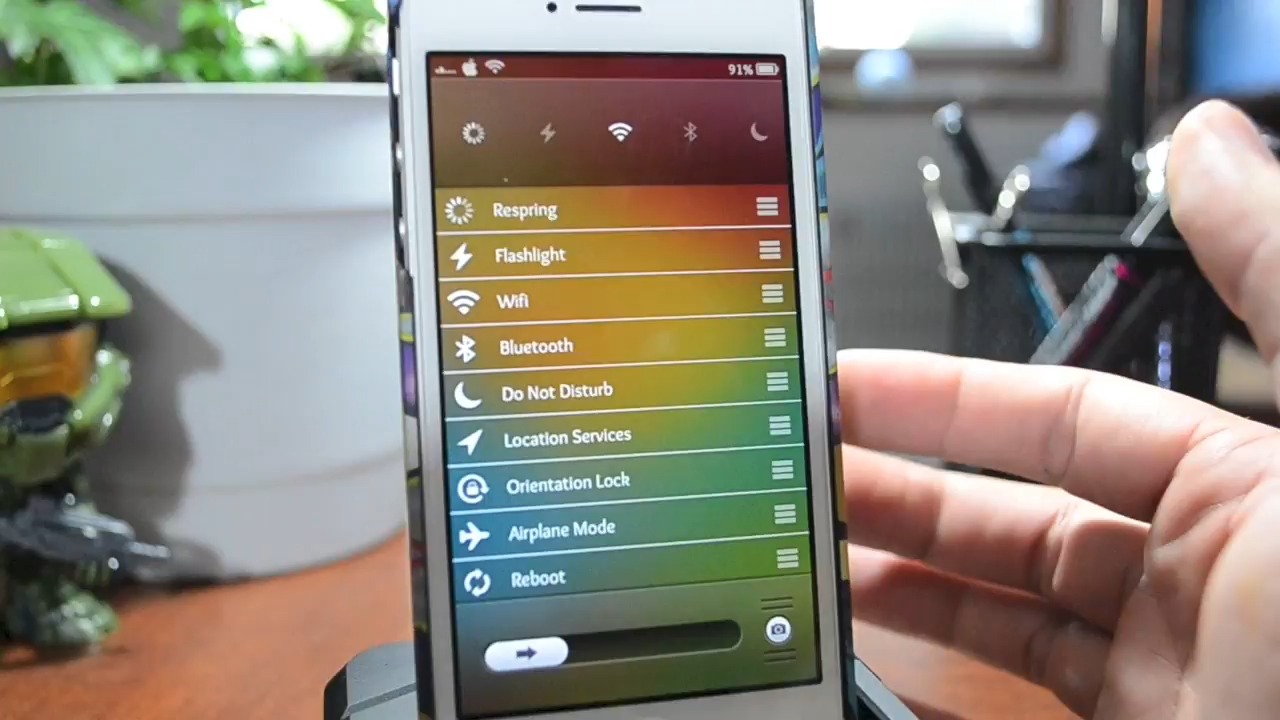 91%
Respring
Flashlight
Wifi
Bluetooth
Do Not Disturb
Location Services
Orientation Lock
Airplane Mode
Reboot